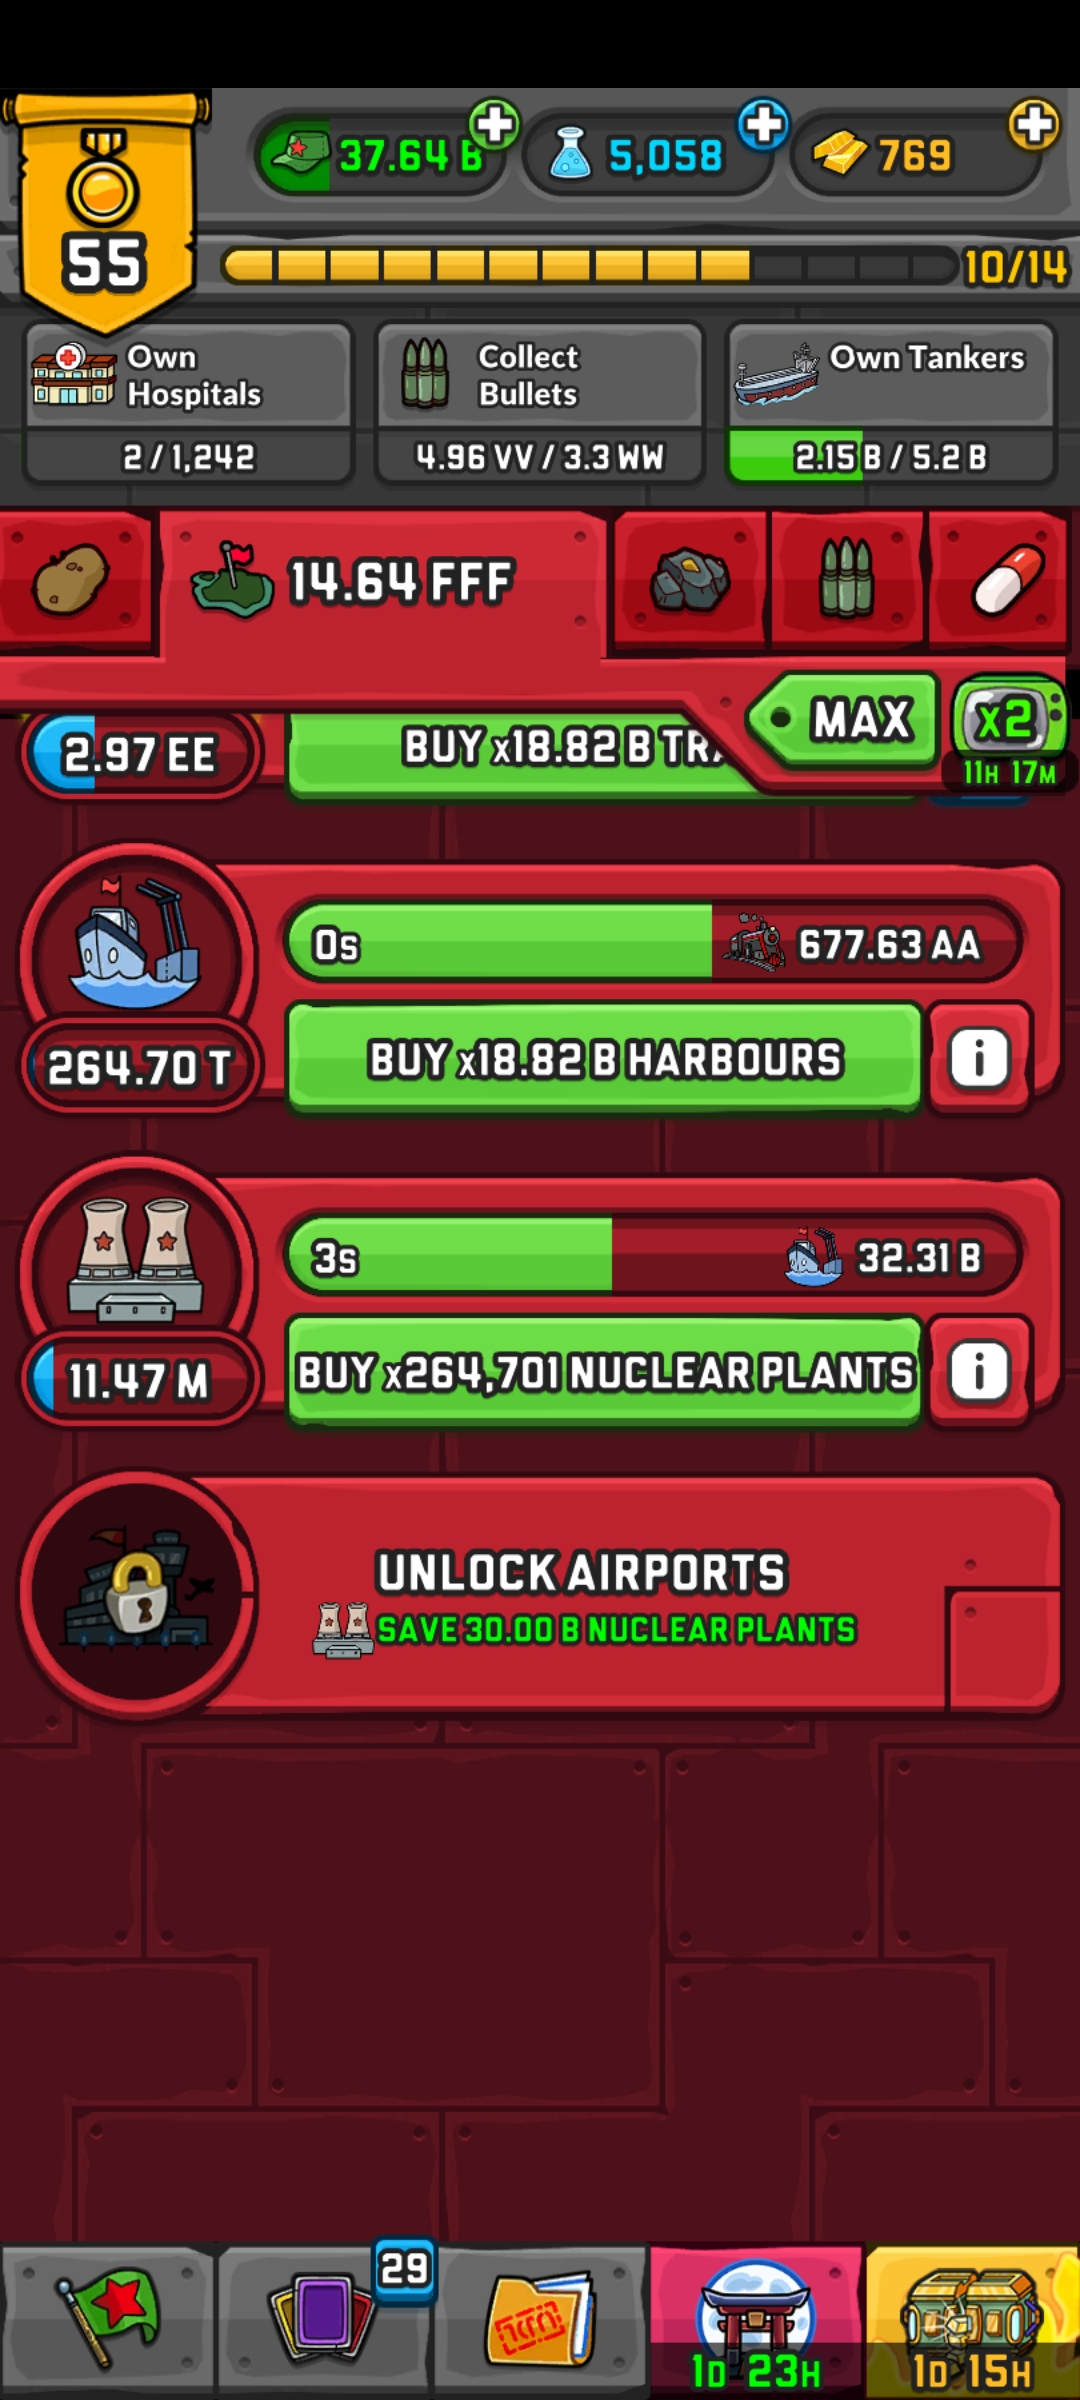 55
37.64 B
5,058
769
10/14
Own
Hospitals
2 / 1,242
Collect
Bullets
4.96 VV / 3.3 WW
Own Tankers
2.15 B / 5.2 B
14.64 FFF
MAX
x2
11H 17M
2.97 EE
BUY x18.82 B TRA
0s
677.63 AA
264.70 T
BUY x18.82 B HARBOURS
i
3s
32.31 B
11.47 M
BUY x264,701 NUCLEAR PLANTS
i
UNLOCK AIRPORTS
SAVE 30.00 B NUCLEAR PLANTS
29
1D 23H
1D 15H